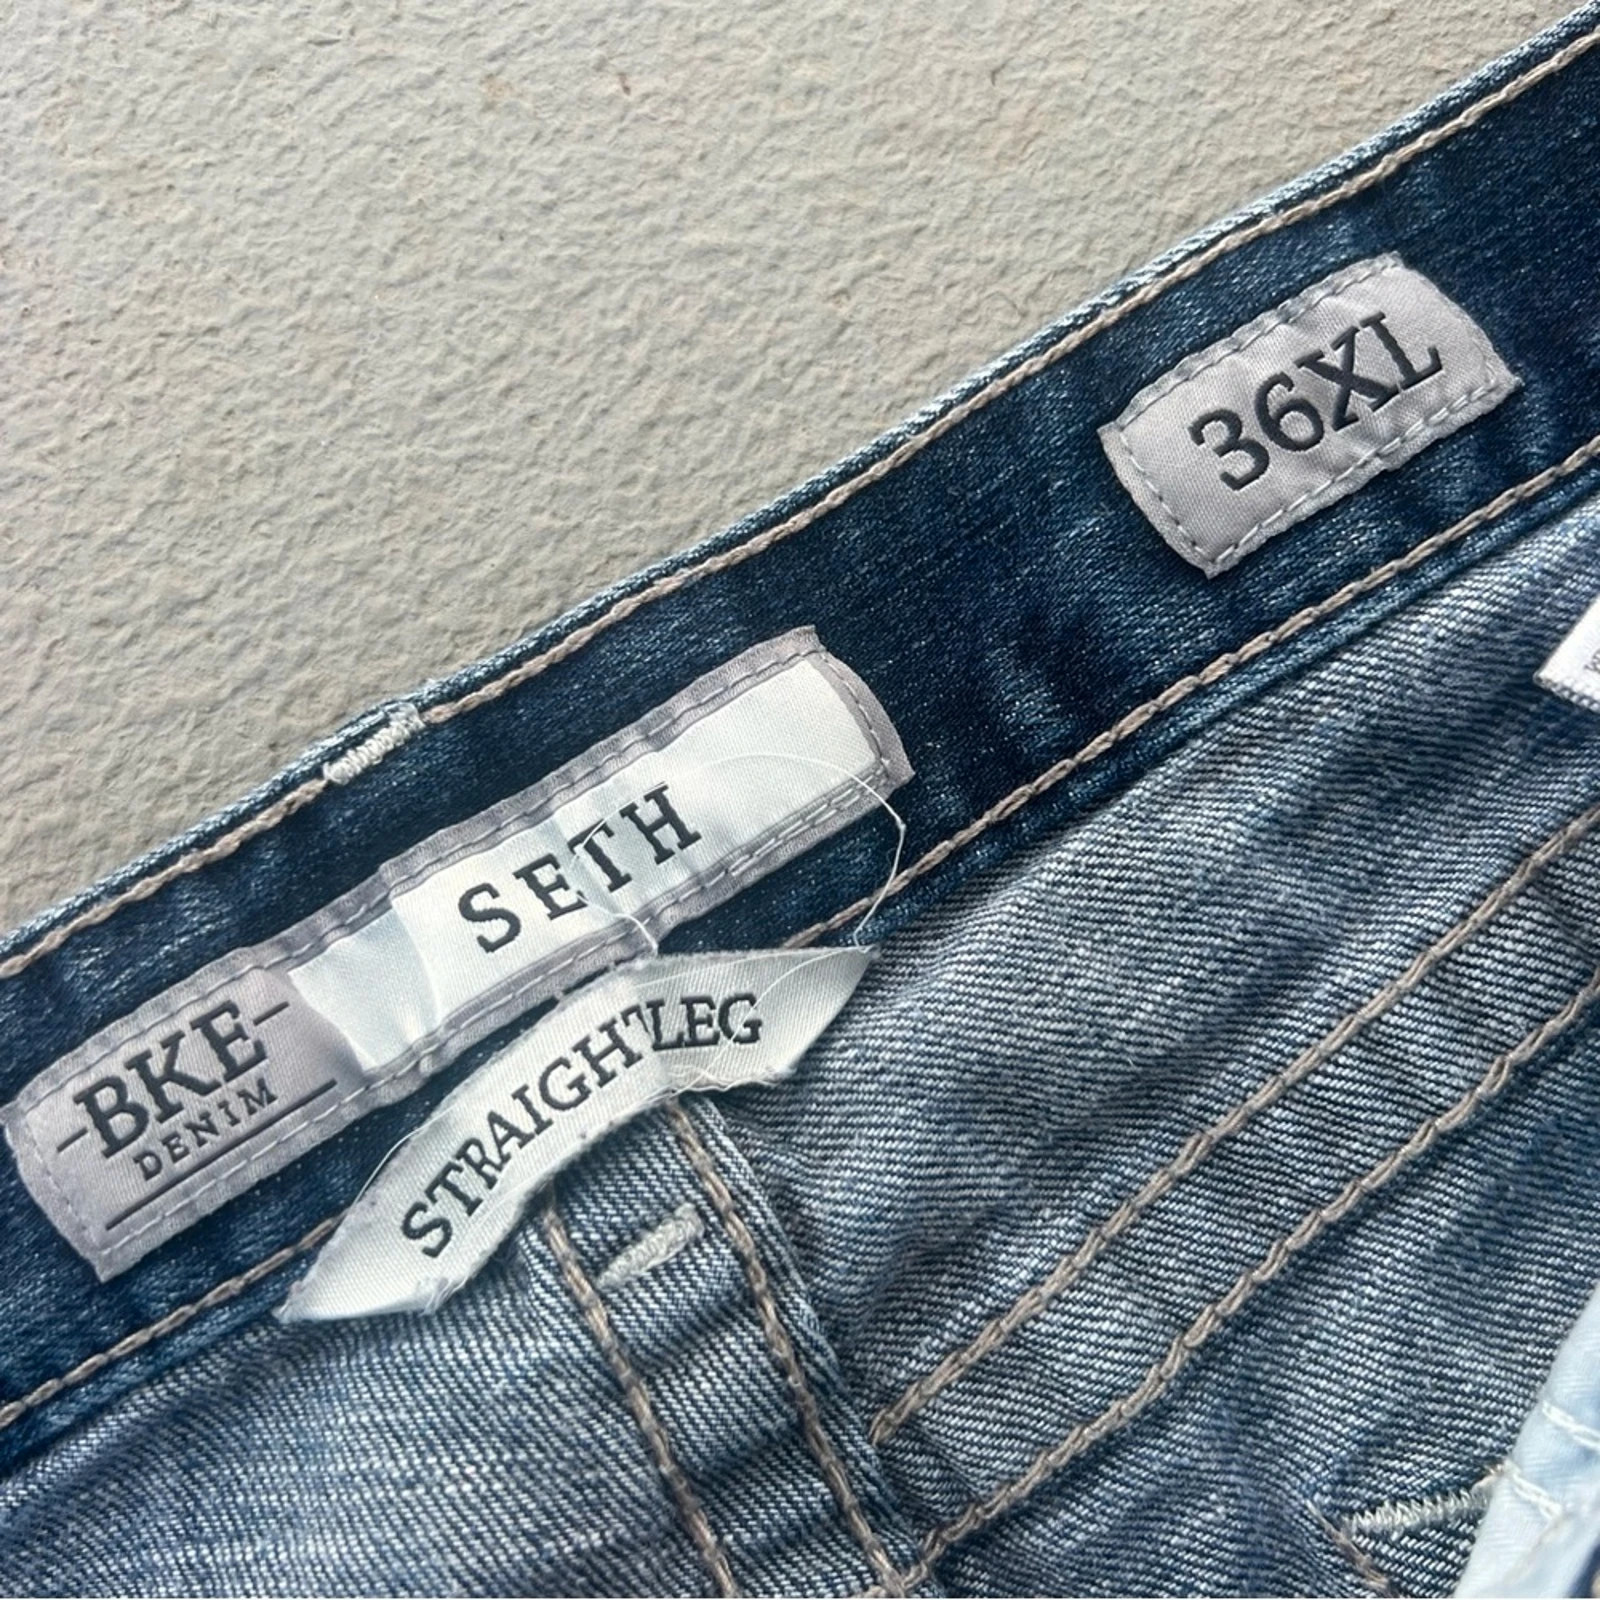 36XL
SETH
-BKE-
DENIM
STRAIGHT LEG